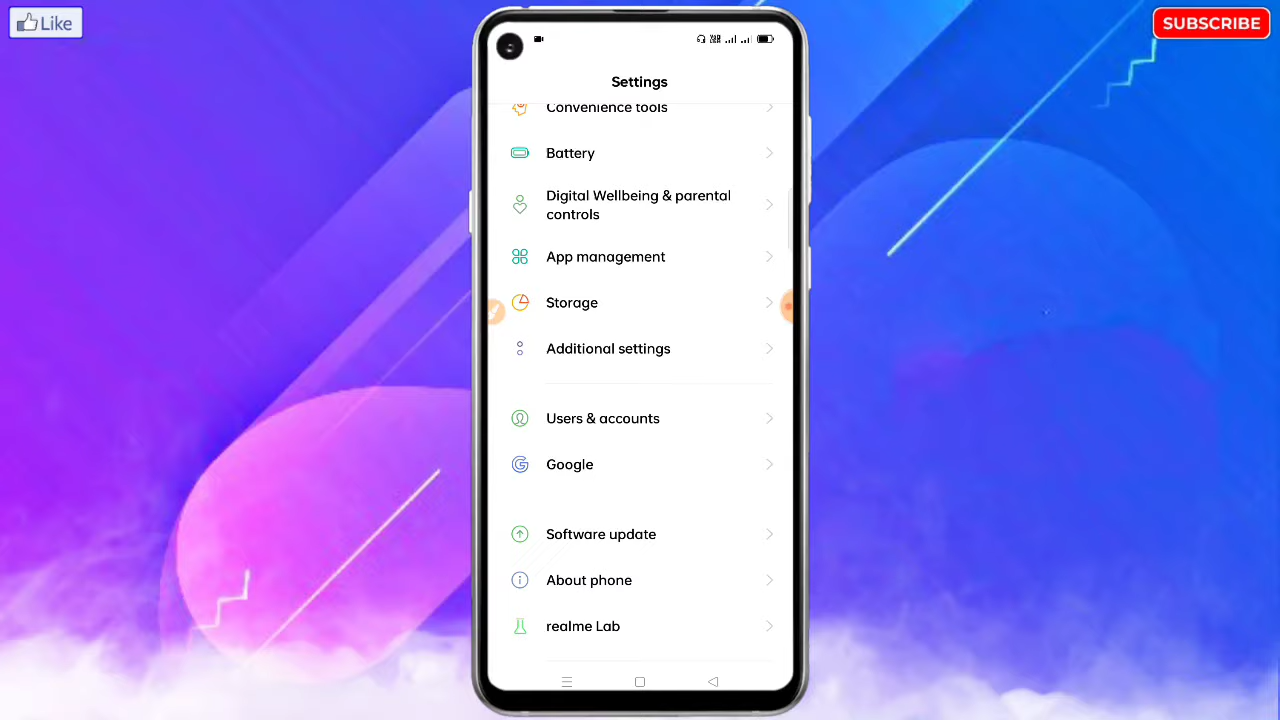 Like
SUBSCRIBE
Settings
Convenience tools
Battery
Digital Wellbeing & parental
controls
App management
Storage
Additional settings
Users & accounts
Google
Software update
About phone
realme Lab